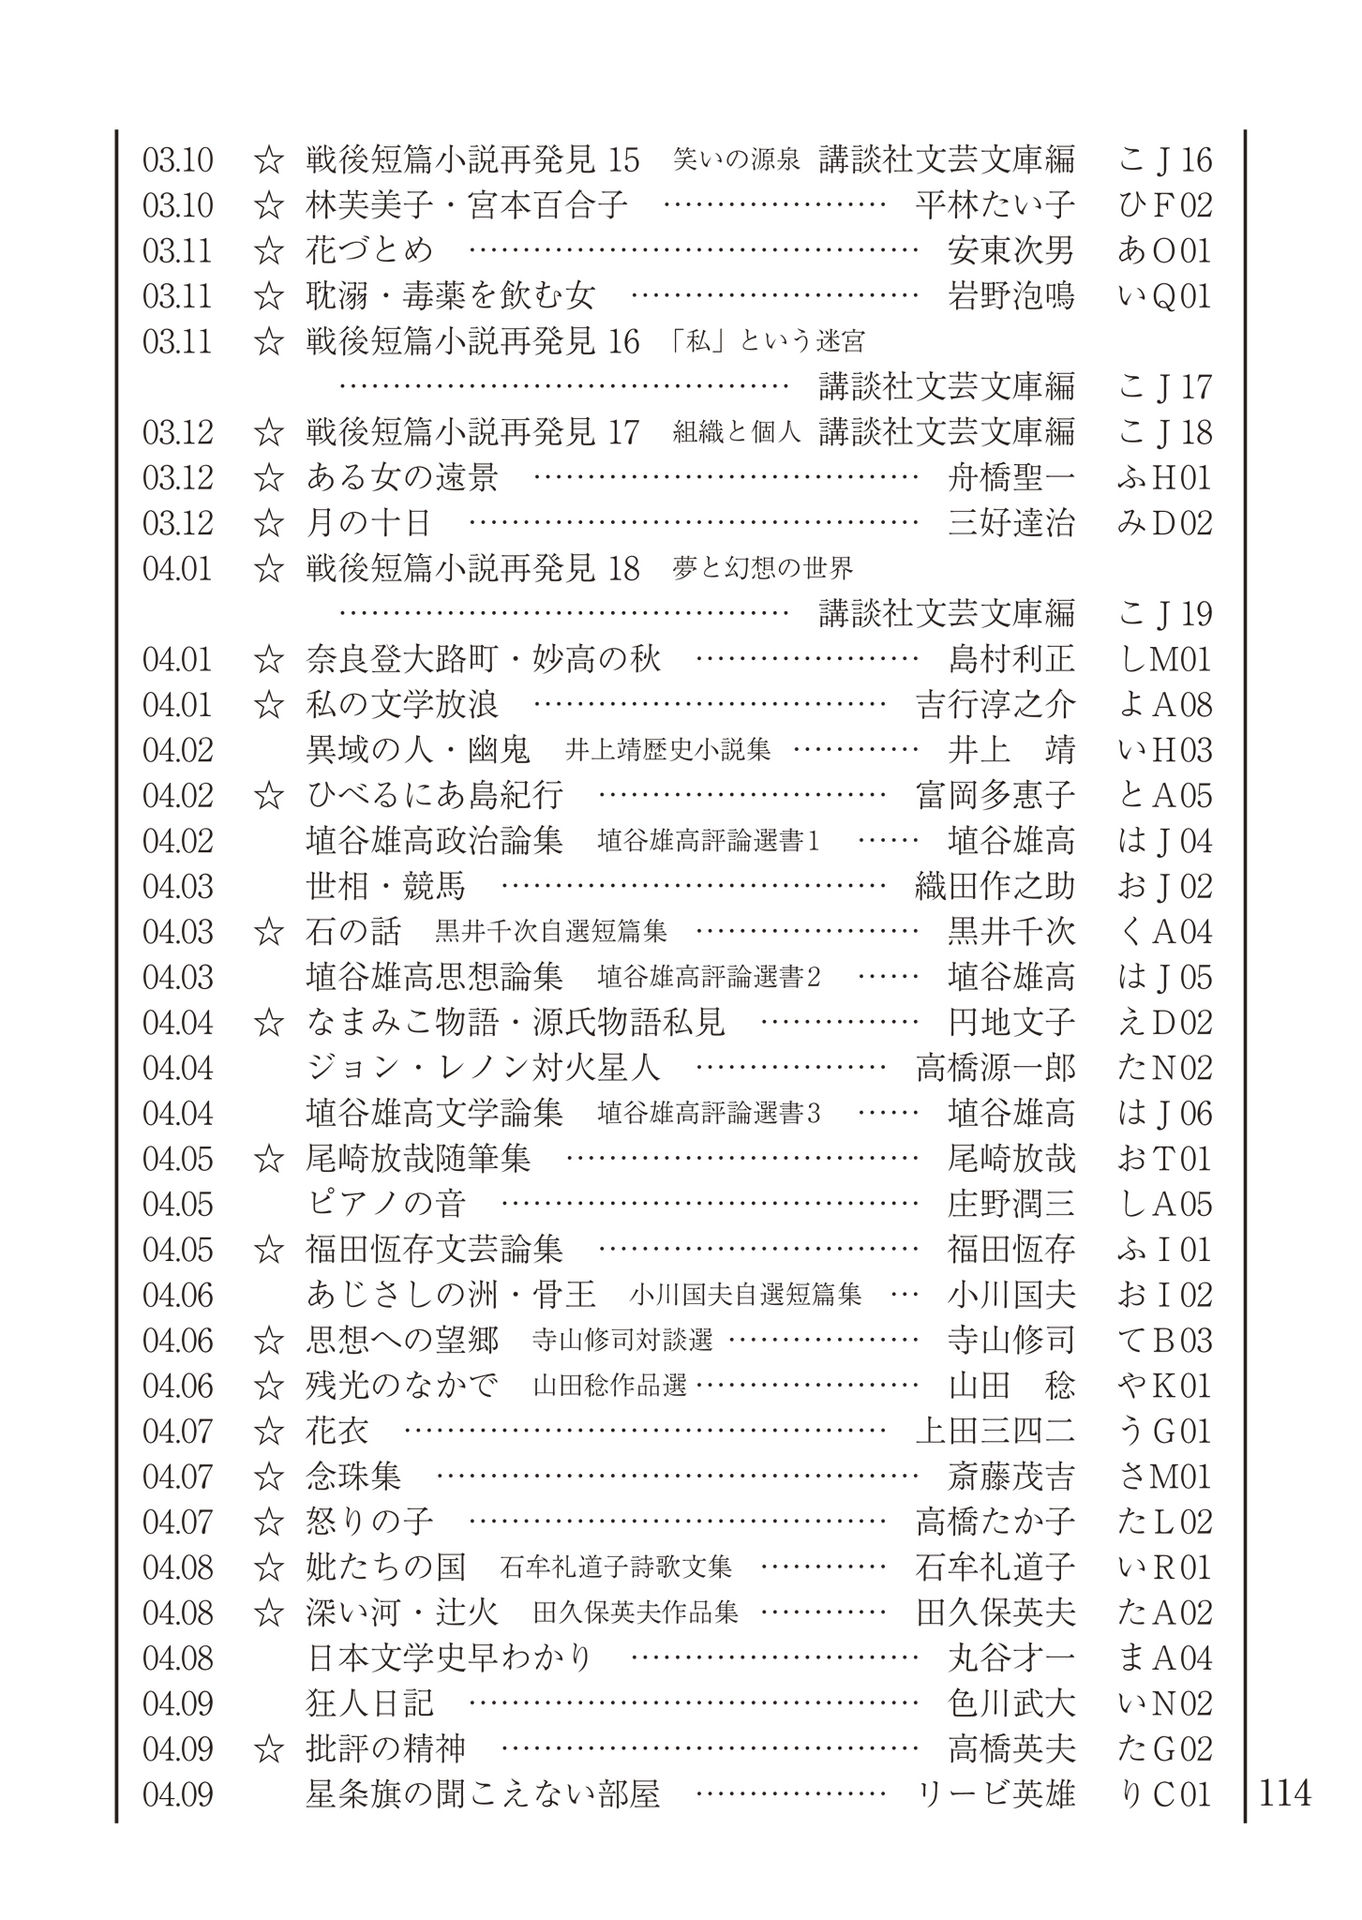 03.10 ☆ 戦後短篇小説再発見 15 笑いの源泉 講談社文芸文庫編 こJ16
03.10 ☆ 林芙美子・宮本百合子 ………………… 平林たい子 ひF02
03.11 ☆ 花づとめ …………………………………… 安東次男 あO01
03.11 ☆ 耽溺・毒薬を飲む女 ……………………… 岩野泡鳴 いQ01
03.11 ☆ 戦後短篇小説再発見 16 「私」という迷宮
…………………………………… 講談社文芸文庫編 こJ17
03.12 ☆ 戦後短篇小説再発見 17 組織と個人 講談社文芸文庫編 こJ18
03.12 ☆ ある女の遠景 ……………………………… 舟橋聖一 ふH01
03.12 ☆ 月の十日 …………………………………… 三好達治 みD02
04.01 ☆ 戦後短篇小説再発見 18 夢と幻想の世界
…………………………………… 講談社文芸文庫編 こJ19
04.01 ☆ 奈良登大路町・妙高の秋 ………………… 島村利正 しM01
04.01 ☆ 私の文学放浪 …………………………… 吉行淳之介 よA08
04.02 異域の人・幽鬼 井上靖歴史小説集 ………… 井上 靖 いH03
04.02 ☆ ひべるにあ島紀行 ……………………… 富岡多惠子 とA05
04.02 埴谷雄高政治論集 埴谷雄高評論選書1 …… 埴谷雄高 はJ04
04.03 世相・競馬 ……………………………… 織田作之助 おJ02
04.03 ☆ 石の話 黒井千次自選短篇集 ………………… 黒井千次 くA04
04.03 埴谷雄高思想論集 埴谷雄高評論選書2 …… 埴谷雄高 はJ05
04.04 ☆ なまみこ物語・源氏物語私見 …………… 円地文子 えD02
04.04 ジョン・レノン対火星人 ……………… 高橋源一郎 たN02
04.04 埴谷雄高文学論集 埴谷雄高評論選書3 …… 埴谷雄高 はJ06
04.05 ☆ 尾崎放哉随筆集 …………………………… 尾崎放哉 おT01
04.05 ピアノの音 ………………………………… 庄野潤三 しA05
04.05 ☆ 福田恆存文芸論集 ………………………… 福田恆存 ふI01
04.06 あじさしの洲・骨王 小川国夫自選短篇集 … 小川国夫 おI02
04.06 ☆ 思想への望郷 寺山修司対談選 ……………… 寺山修司 てB03
04.06 ☆ 残光のなかで 山田稔作品選 ………………… 山田 稔 やK01
04.07 ☆ 花衣 ……………………………………… 上田三四二 うG01
04.07 ☆ 念珠集 ……………………………………… 斎藤茂吉 さM01
04.07 ☆ 怒りの子 ………………………………… 高橋たか子 たL02
04.08 ☆ 妣たちの国 石牟礼道子詩歌文集 ………… 石牟礼道子 いR01
04.08 ☆ 深い河・辻火 田久保英夫作品集 ………… 田久保英夫 たA02
04.08 日本文学史早わかり ……………………… 丸谷才一 まA04
04.09 狂人日記 …………………………………… 色川武大 いN02
04.09 ☆ 批評の精神 ………………………………… 高橋英夫 たG02
04.09 星条旗の聞こえない部屋 ……………… リービ英雄 りC01
114